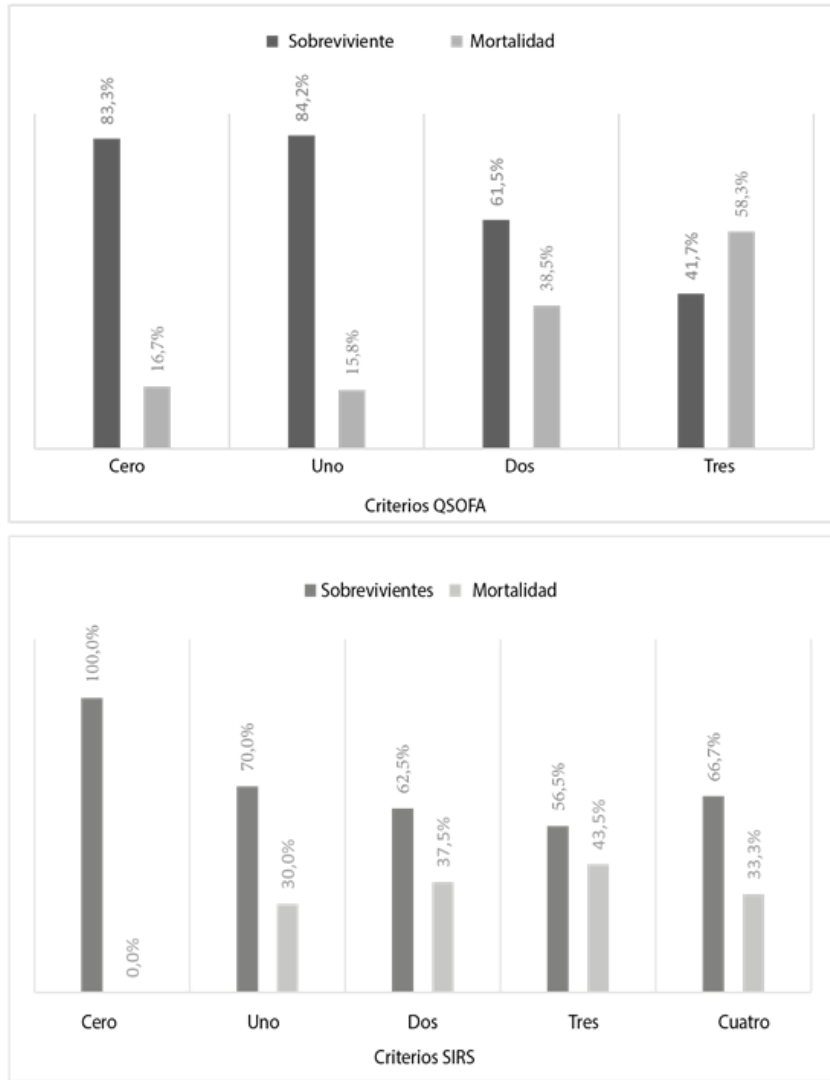 Sobreviviente Mortalidad
83,3% 16,7% 84,2% 15,8% 61,5% 38,5% 41,7% 58,3%
Cero Uno Dos Tres
Criterios QSOFA
Sobrevivientes Mortalidad
100,0% 0,0% 70,0% 30,0% 62,5% 37,5% 56,5% 43,5% 66,7% 33,3%
Cero Uno Dos Tres Cuatro
Criterios SIRS